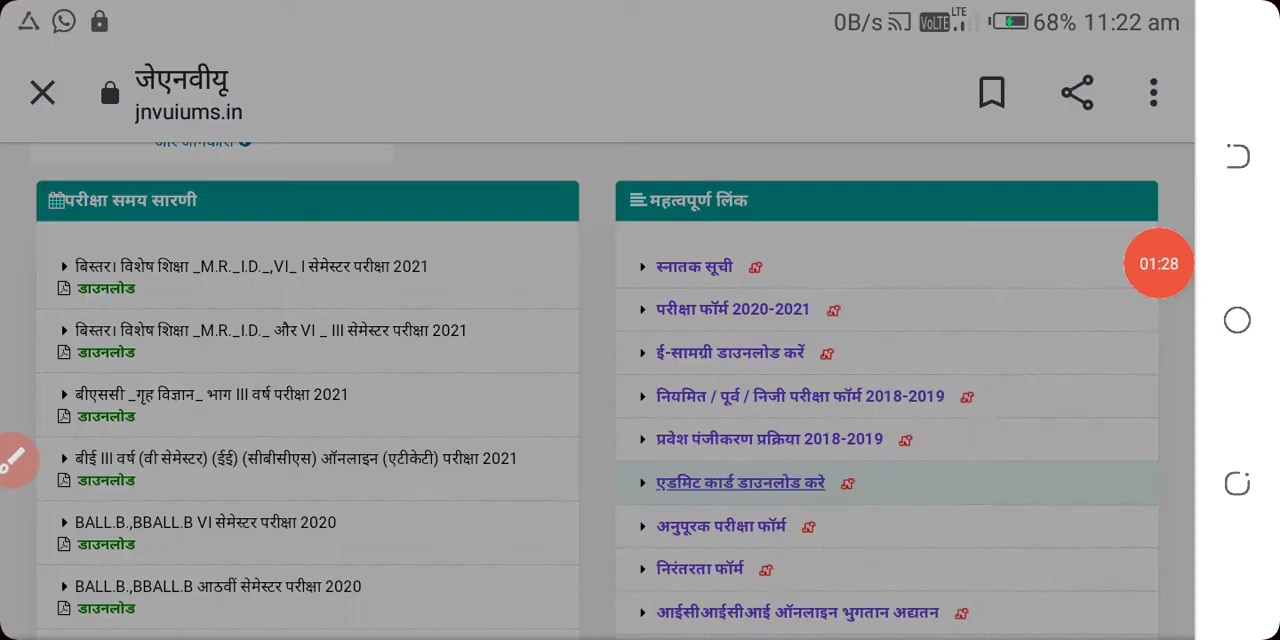 0B/s VoLTE LTE 68% 11:22 am
जेएनवीयू
jnvuiums.in
और जानकारी
परीक्षा समय सारणी
बिस्तर। विशेष शिक्षा _M.R._I.D._,VI_ I सेमेस्टर परीक्षा 2021
डाउनलोड
बिस्तर। विशेष शिक्षा _M.R._I.D._ और VI _ III सेमेस्टर परीक्षा 2021
डाउनलोड
बीएससी _गृह विज्ञान_ भाग III वर्ष परीक्षा 2021
डाउनलोड
बीई III वर्ष (वी सेमेस्टर) (ईई) (सीबीसीएस) ऑनलाइन (एटीकेटी) परीक्षा 2021
डाउनलोड
BALL.B.,BBALL.B VI सेमेस्टर परीक्षा 2020
डाउनलोड
BALL.B.,BBALL.B आठवीं सेमेस्टर परीक्षा 2020
डाउनलोड
महत्वपूर्ण लिंक
स्नातक सूची
परीक्षा फॉर्म 2020-2021
ई-सामग्री डाउनलोड करें
नियमित / पूर्व / निजी परीक्षा फॉर्म 2018-2019
प्रवेश पंजीकरण प्रक्रिया 2018-2019
एडमिट कार्ड डाउनलोड करे
अनुपूरक परीक्षा फॉर्म
निरंतरता फॉर्म
आईसीआईसीआई ऑनलाइन भुगतान अद्यतन
01:28